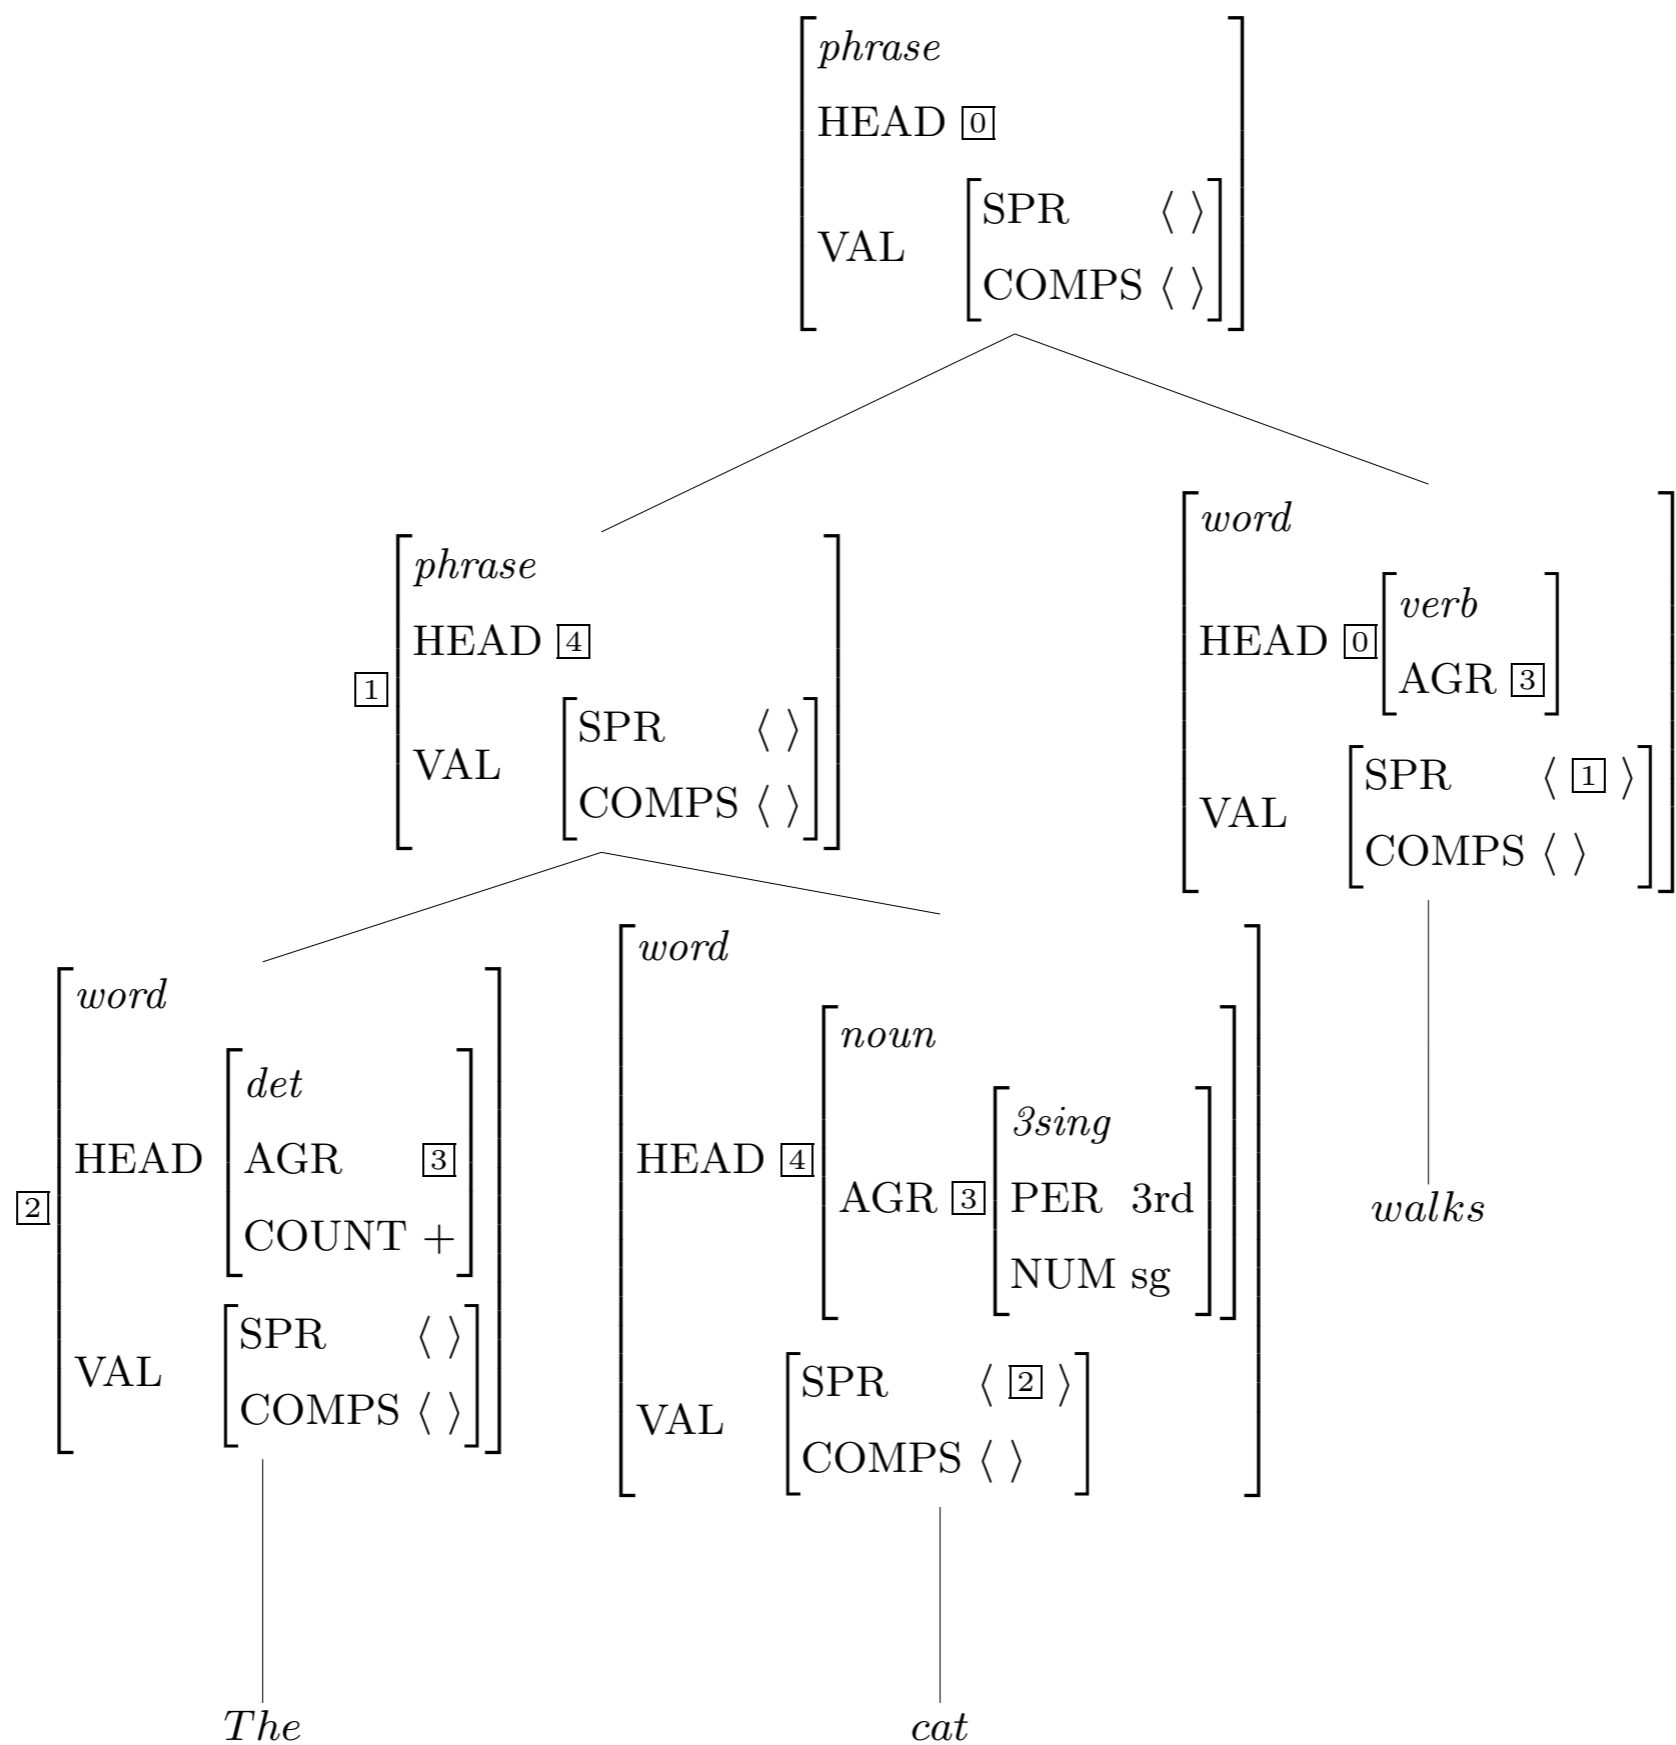 phrase
HEAD 0
VAL
SPR ⟨ ⟩
COMPS ⟨ ⟩
1
phrase
HEAD 4
VAL
SPR ⟨ ⟩
COMPS ⟨ ⟩
word
HEAD 0
verb
AGR 3
VAL
SPR ⟨ 1 ⟩
COMPS ⟨ ⟩
2
word
HEAD
det
AGR 3
COUNT +
VAL
SPR ⟨ ⟩
COMPS ⟨ ⟩
word
HEAD 4
noun
AGR 3
3sing
PER 3rd
NUM sg
VAL
SPR ⟨ 2 ⟩
COMPS ⟨ ⟩
The
cat
walks